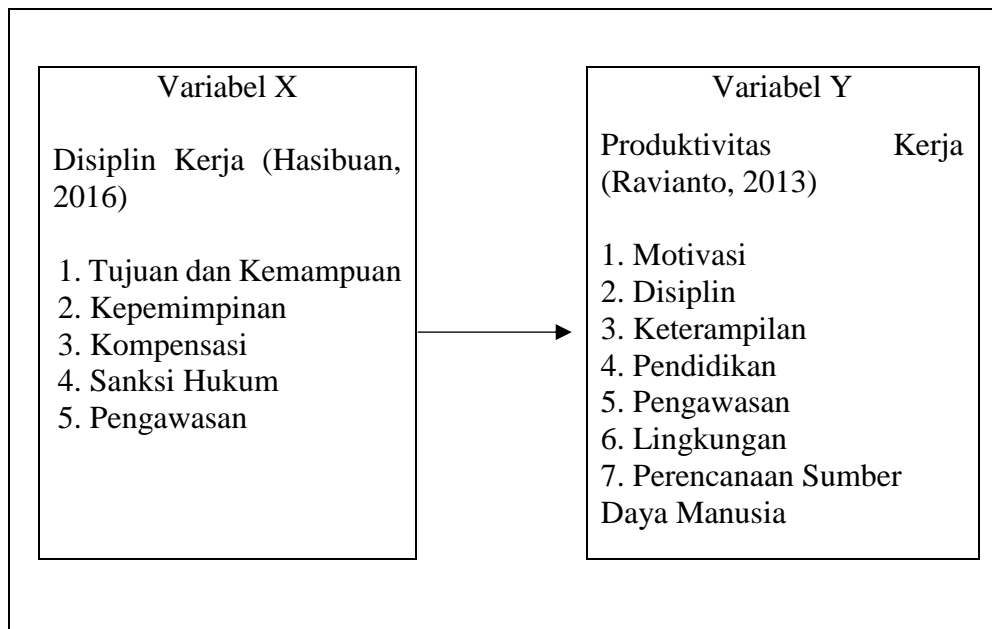 Variabel X
Disiplin Kerja (Hasibuan,
2016)
1. Tujuan dan Kemampuan
2. Kepemimpinan
3. Kompensasi
4. Sanksi Hukum
5. Pengawasan
Variabel Y
Produktivitas Kerja
(Ravianto, 2013)
1. Motivasi
2. Disiplin
3. Keterampilan
4. Pendidikan
5. Pengawasan
6. Lingkungan
7. Perencanaan Sumber
Daya Manusia